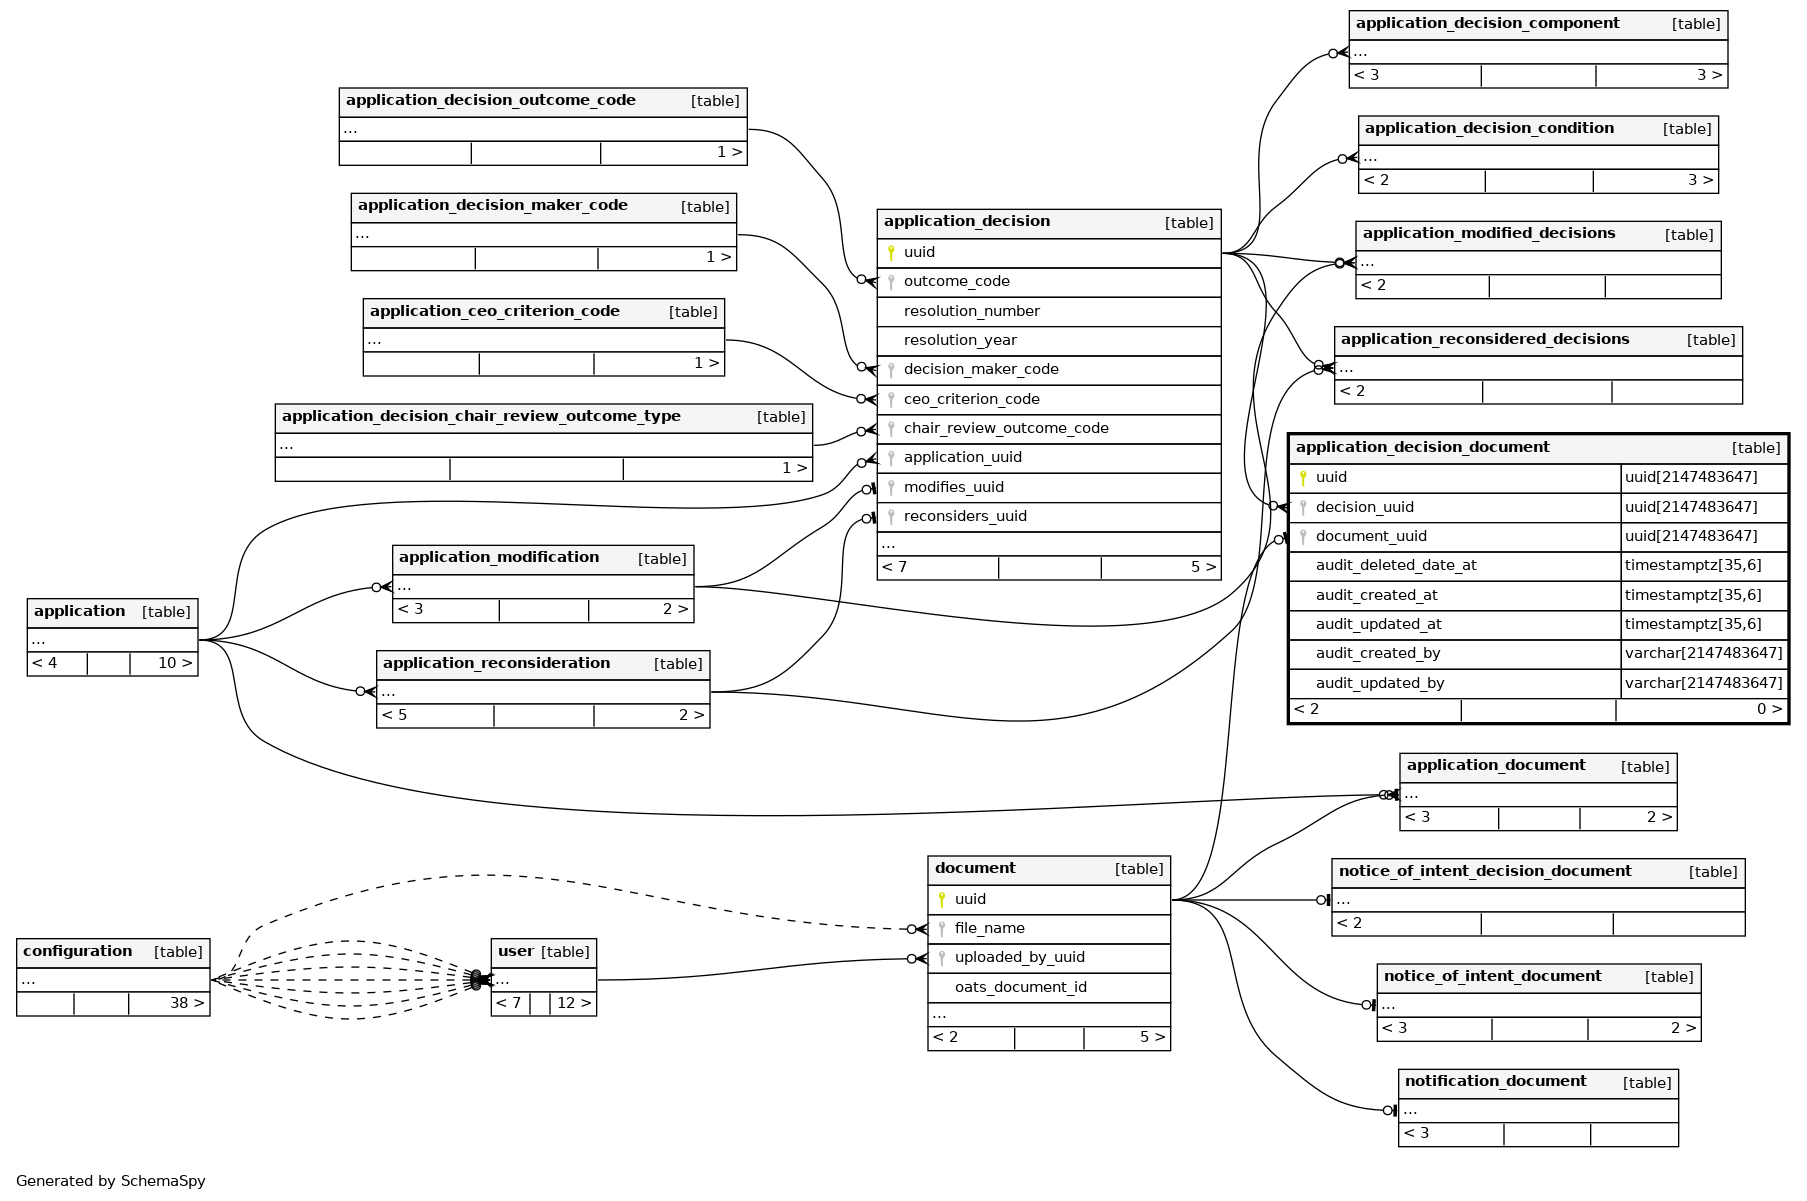 application_decision_component [table]
...
< 3 3 >
application_decision_condition [table]
...
< 2 3 >
application_modified_decisions [table]
...
< 2
application_reconsidered_decisions [table]
...
< 2
application_decision_outcome_code [table]
...
1 >
application_decision_maker_code [table]
...
1 >
application_ceo_criterion_code [table]
...
1 >
application_decision_chair_review_outcome_type [table]
...
1 >
application_decision [table]
uuid
outcome_code
resolution_number
resolution_year
decision_maker_code
ceo_criterion_code
chair_review_outcome_code
application_uuid
modifies_uuid
reconsiders_uuid
...
< 7 5 >
application_decision_document [table]
uuid uuid[2147483647]
decision_uuid uuid[2147483647]
document_uuid uuid[2147483647]
audit_deleted_date_at timestamptz[35,6]
audit_created_at timestamptz[35,6]
audit_updated_at timestamptz[35,6]
audit_created_by varchar[2147483647]
audit_updated_by varchar[2147483647]
< 2 0 >
application_modification [table]
...
< 3 2 >
application [table]
...
< 4 10 >
application_reconsideration [table]
...
< 5 2 >
application_document [table]
...
< 3 2 >
document [table]
uuid
file_name
uploaded_by_uuid
oats_document_id
...
< 2 5 >
notice_of_intent_decision_document [table]
...
< 2
configuration [table]
...
38 >
user [table]
...
< 7 12 >
notice_of_intent_document [table]
...
< 3 2 >
notification_document [table]
...
< 3
Generated by SchemaSpy